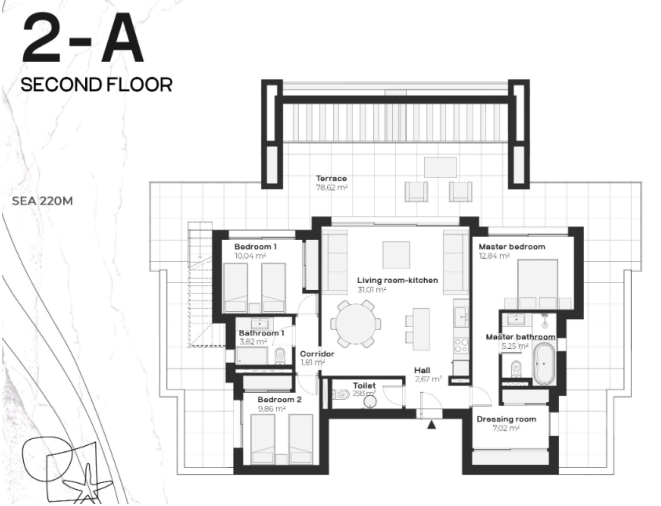 2-A
SECOND FLOOR
SEA 220M
Terrace
78,62 m²
Bedroom 1
10,04 m²
Master bedroom
12,84 m²
Living room-kitchen
31,01 m²
Bathroom 1
3,82 m²
Master bathroom
5,25 m²
Corridor
1,81 m²
Hall
2,67 m²
Toilet
Bedroom 2
9,86 m²
Dressing room
7,02 m²